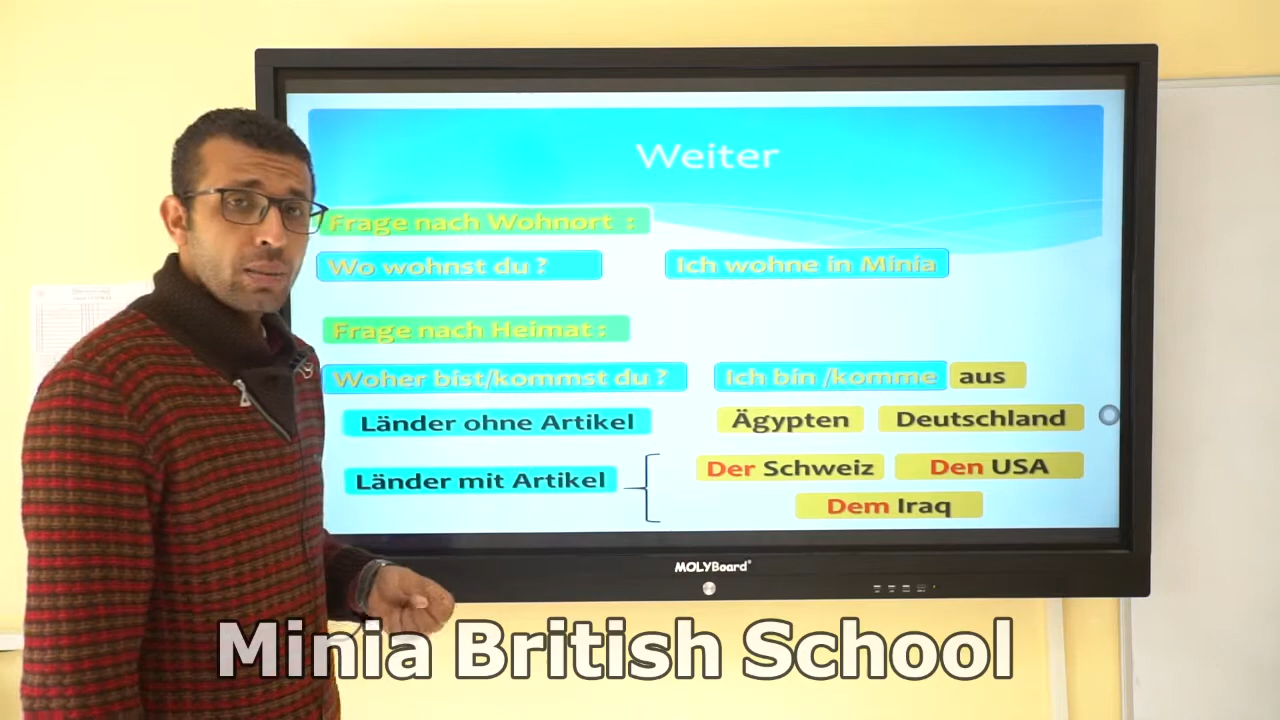 Weiter
Frage nach Wohnort :
Wo wohnst du ? Ich wohne in Minia
Frage nach Heimat :
Woher bist/kommst du ? Ich bin /komme aus
Länder ohne Artikel Ägypten Deutschland
Länder mit Artikel Der Schweiz Den USA
Dem Iraq
MOLYBoard
Minia British School